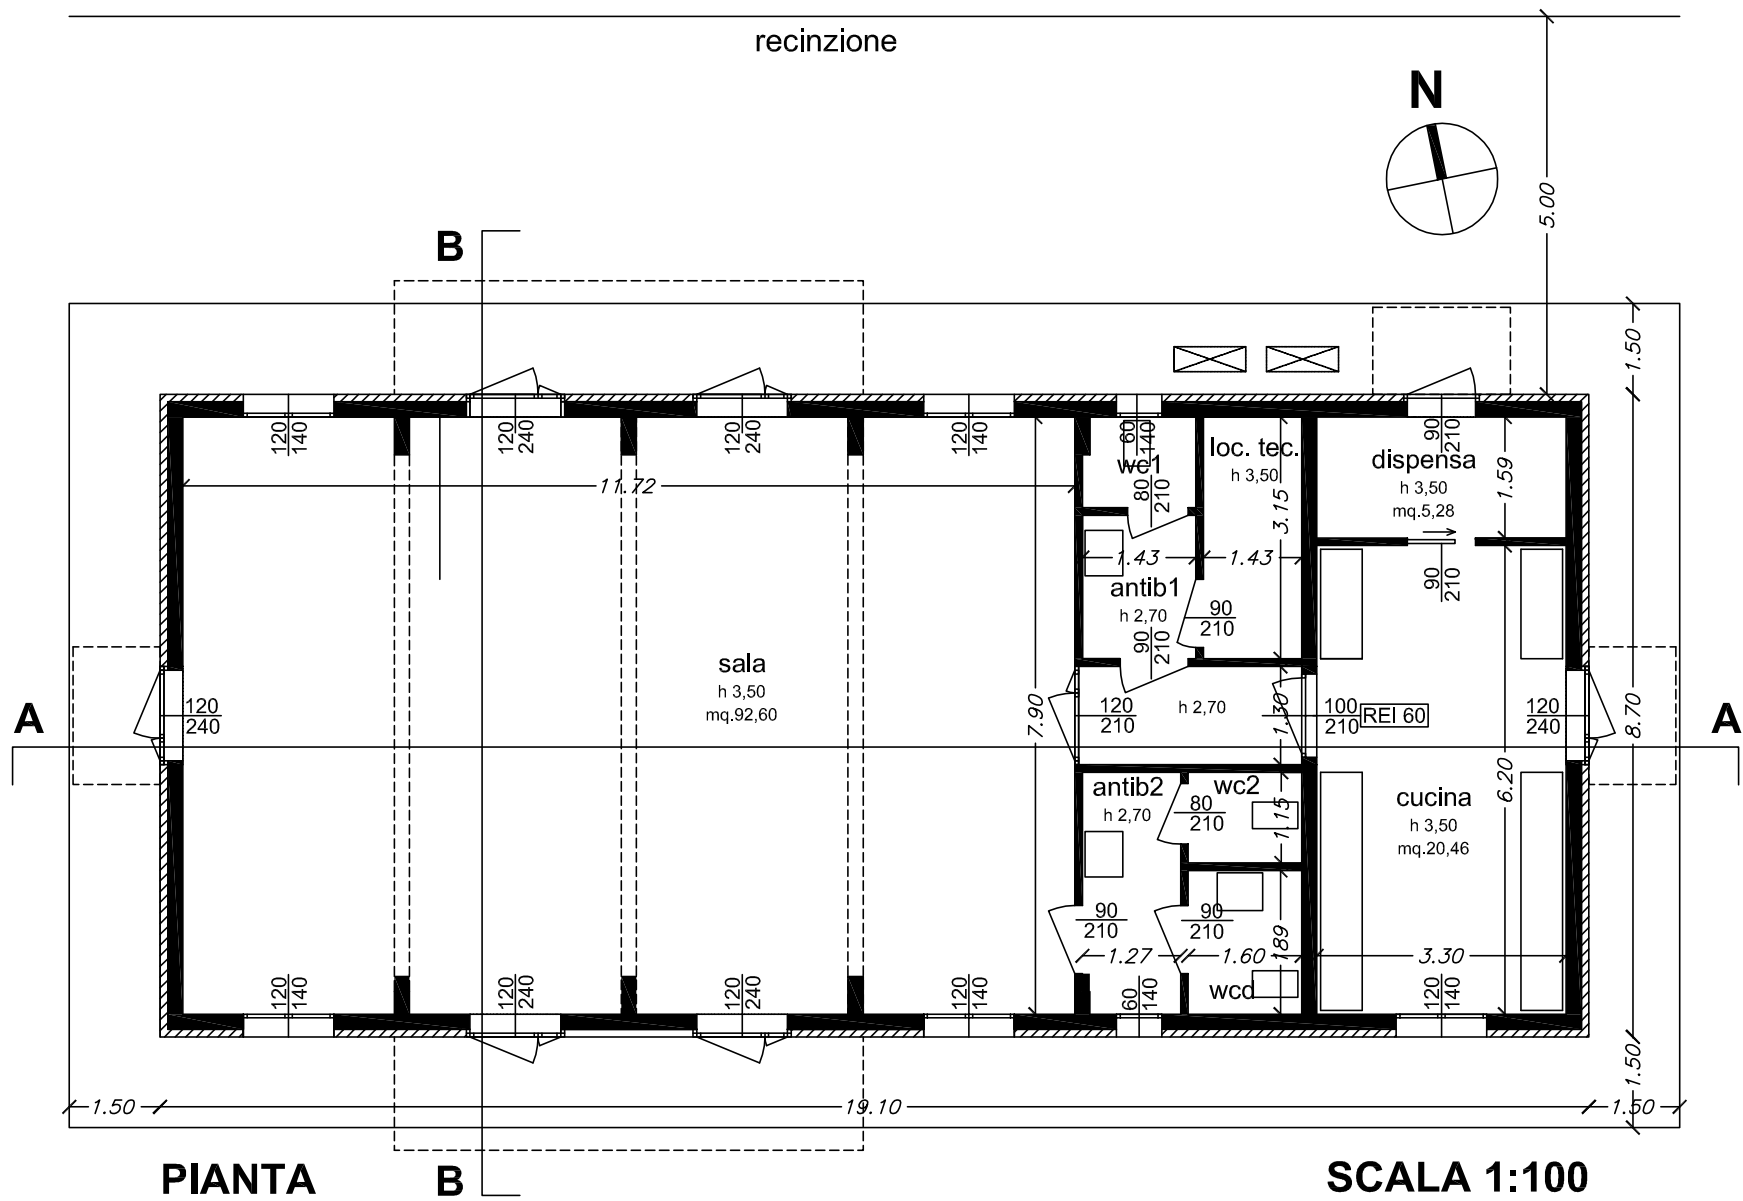 recinzione
N
5.00
B
1.50
120
140
120
240
120
240
120
140
60
140
90
210
wc1
loc. tec.
h 3,50
dispensa
h 3,50
mq.5,28
1.59
11.72
80
210
3.15
1.43
1.43
90
210
antib1
h 2,70
90
210
90
210
sala
h 3,50
mq.92,60
7.90
A
120
240
120
210
h 2,70
1.30
100
210
REI 60
120
240
A
8.70
antib2
h 2,70
wc2
80
210
1.15
cucina
h 3,50
mq.20,46
6.20
90
210
90
210
189
1.27
1.60
3.30
wcd
120
140
120
240
120
240
120
140
60
140
120
140
1.50
1.50
19.10
1.50
PIANTA
B
SCALA 1:100